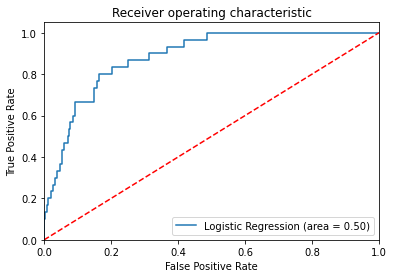 Receiver operating characteristic
True Positive Rate
1.0
0.8
0.6
0.4
0.2
0.0
Logistic Regression (area = 0.50)
0.0 0.2 0.4 0.6 0.8 1.0
False Positive Rate